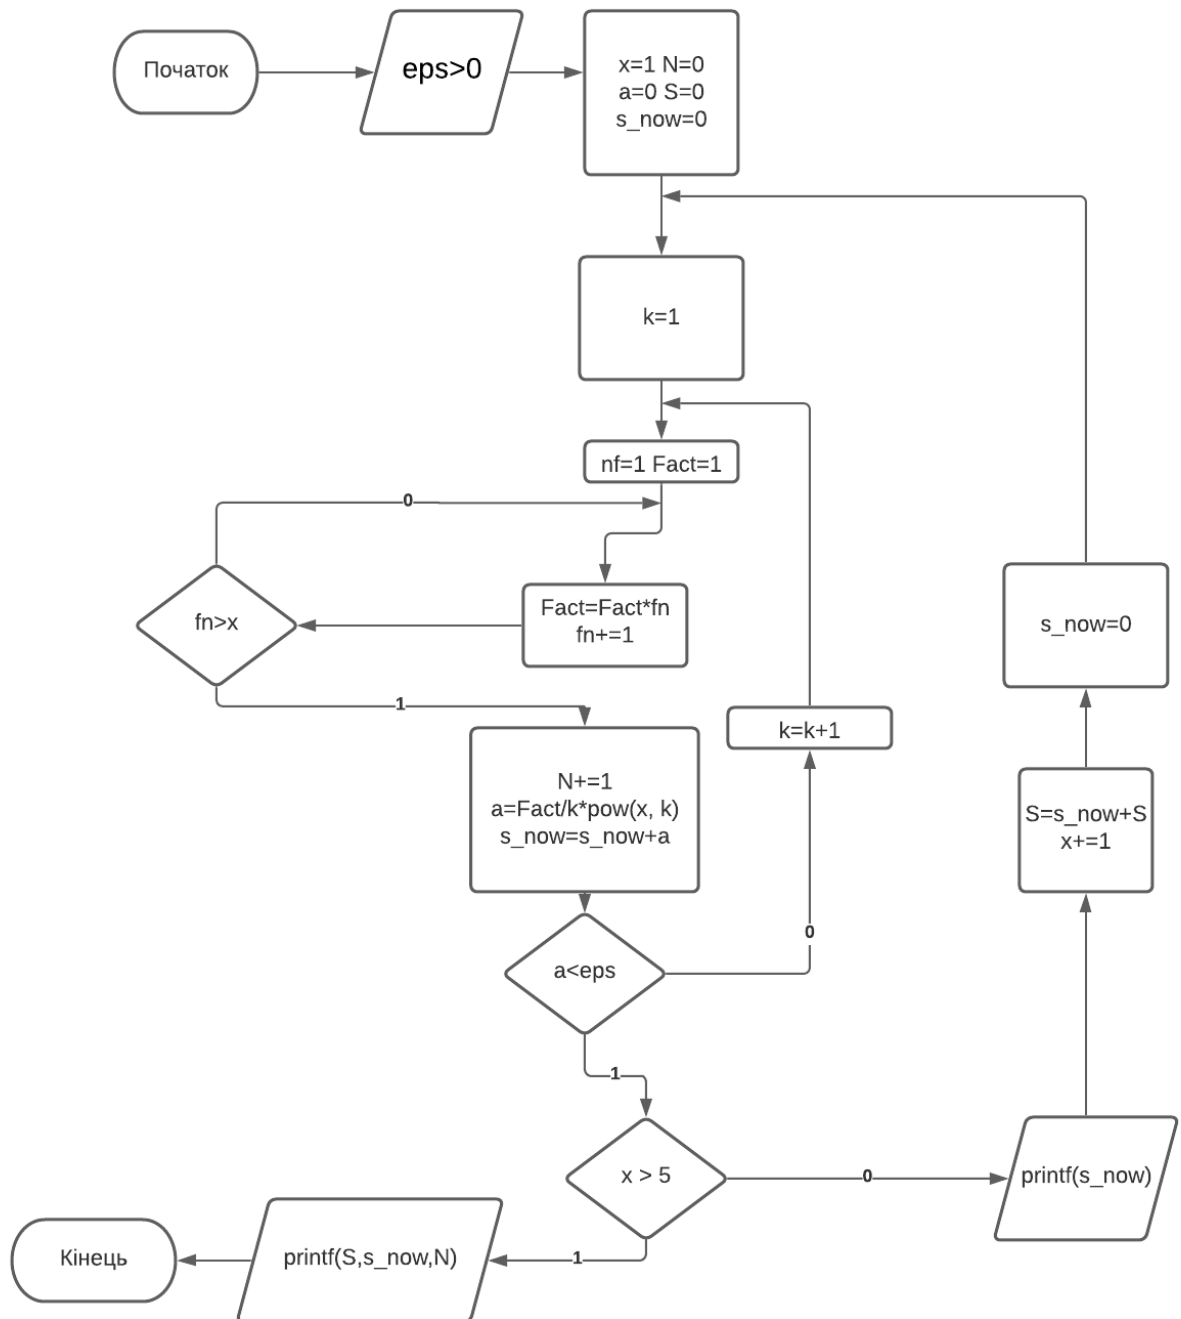 Початок
eps>0
x=1 N=0
a=0 S=0
s_now=0
k=1
nf=1 Fact=1
0
fn>x
Fact=Fact*fn
fn+=1
s_now=0
1
k=k+1
N+=1
a=Fact/k*pow(x, k)
s_now=s_now+a
S=s_now+S
x+=1
0
a<eps
1
x > 5
0
printf(s_now)
1
printf(S,s_now,N)
Кінець